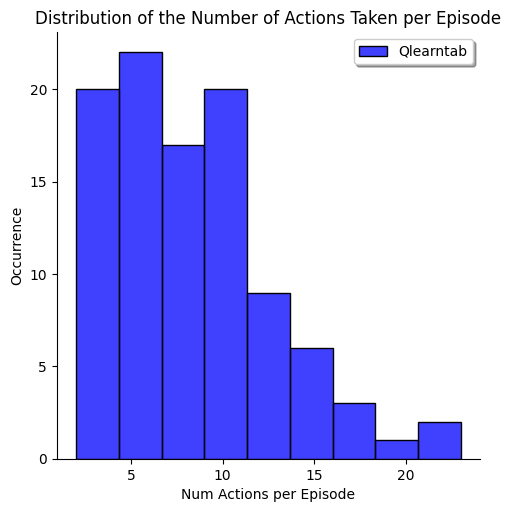 Distribution of the Number of Actions Taken per Episode
Qlearntab
20
15
10
5
0
Occurrence
5 10 15 20
Num Actions per Episode